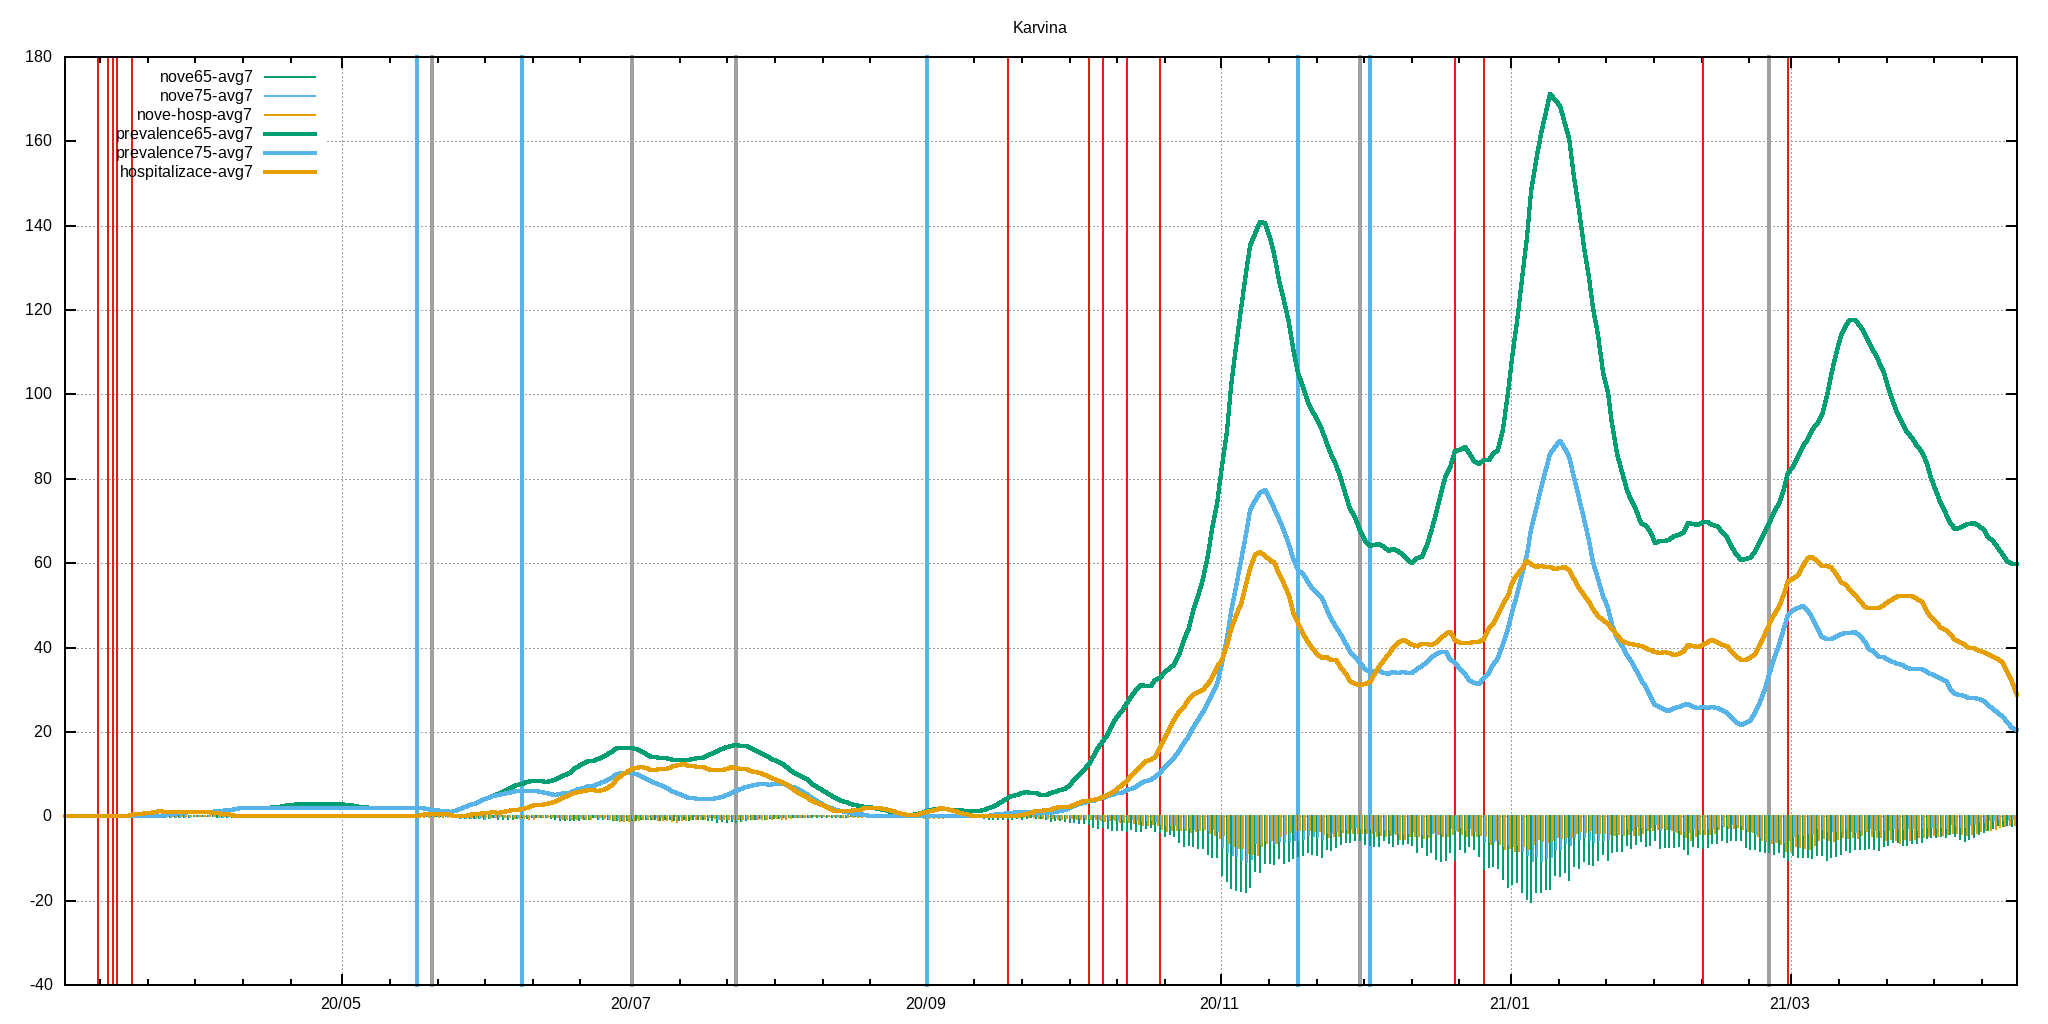 Karvina
180
160
140
120
100
80
60
40
20
0
-20
-40
nove65-avg7
nove75-avg7
nove-hosp-avg7
prevalence65-avg7
prevalence75-avg7
hospitalizace-avg7
20/05 20/07 20/09 20/11 21/01 21/03